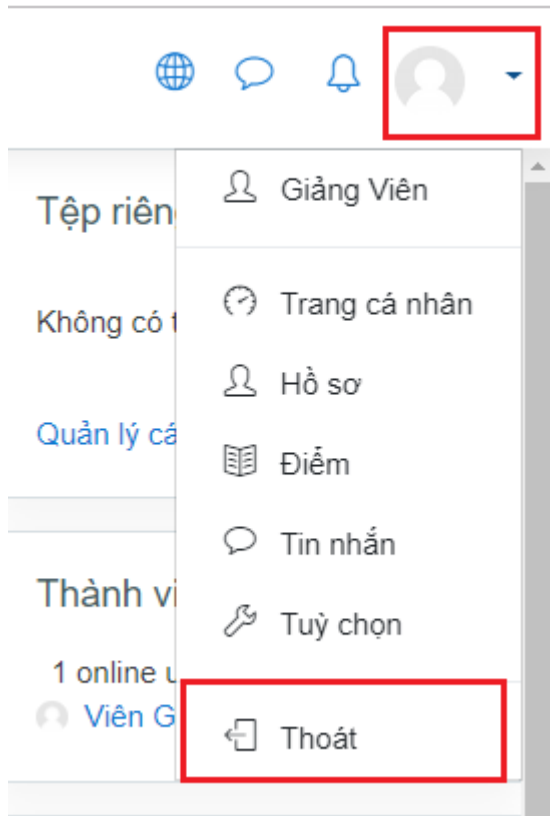 Giảng Viên
Tệp riên
Trang cá nhân
Không có t
Hồ sơ
Quản lý cá
Điểm
Tin nhắn
Thành vi
Tuỳ chọn
1 online u
Viên G
Thoát